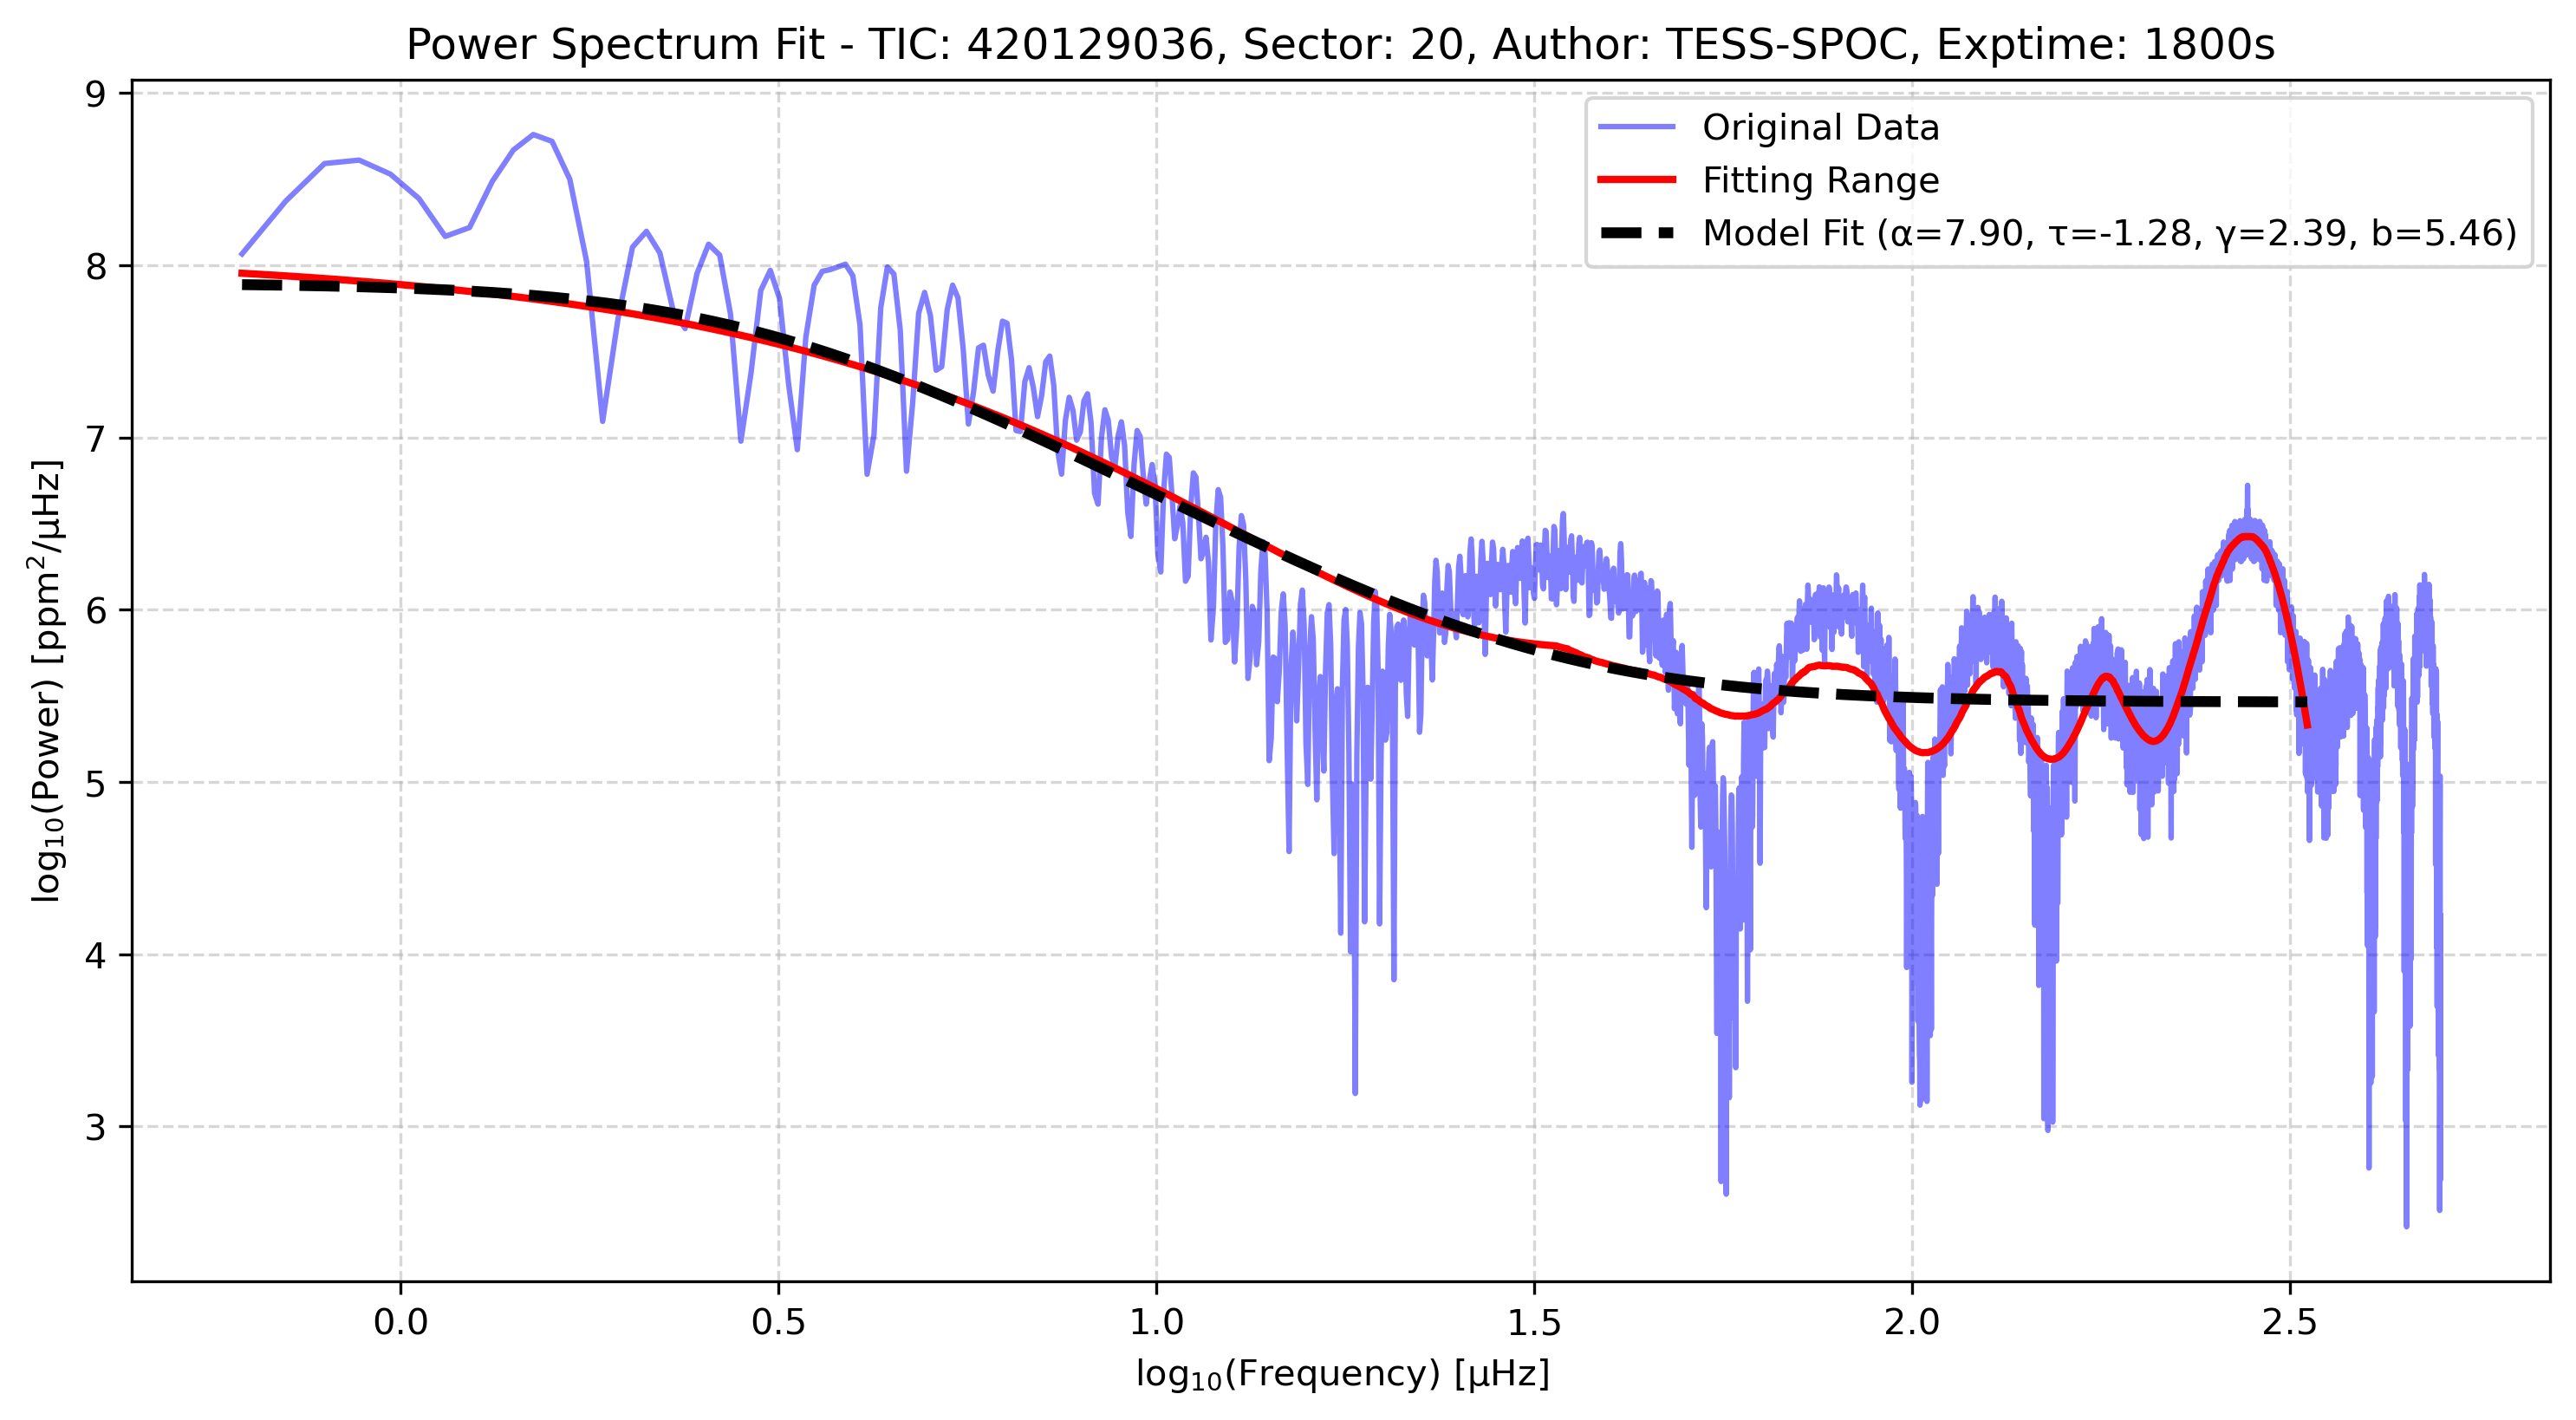 Power Spectrum Fit - TIC: 420129036, Sector: 20, Author: TESS-SPOC, Exptime: 1800s
Original Data
Fitting Range
Model Fit (α=7.90, τ=-1.28, γ=2.39, b=5.46)
log₁₀(Power) [ppm²/μHz]
9
8
7
6
5
4
3
0.0 0.5 1.0 1.5 2.0 2.5
log₁₀(Frequency) [μHz]